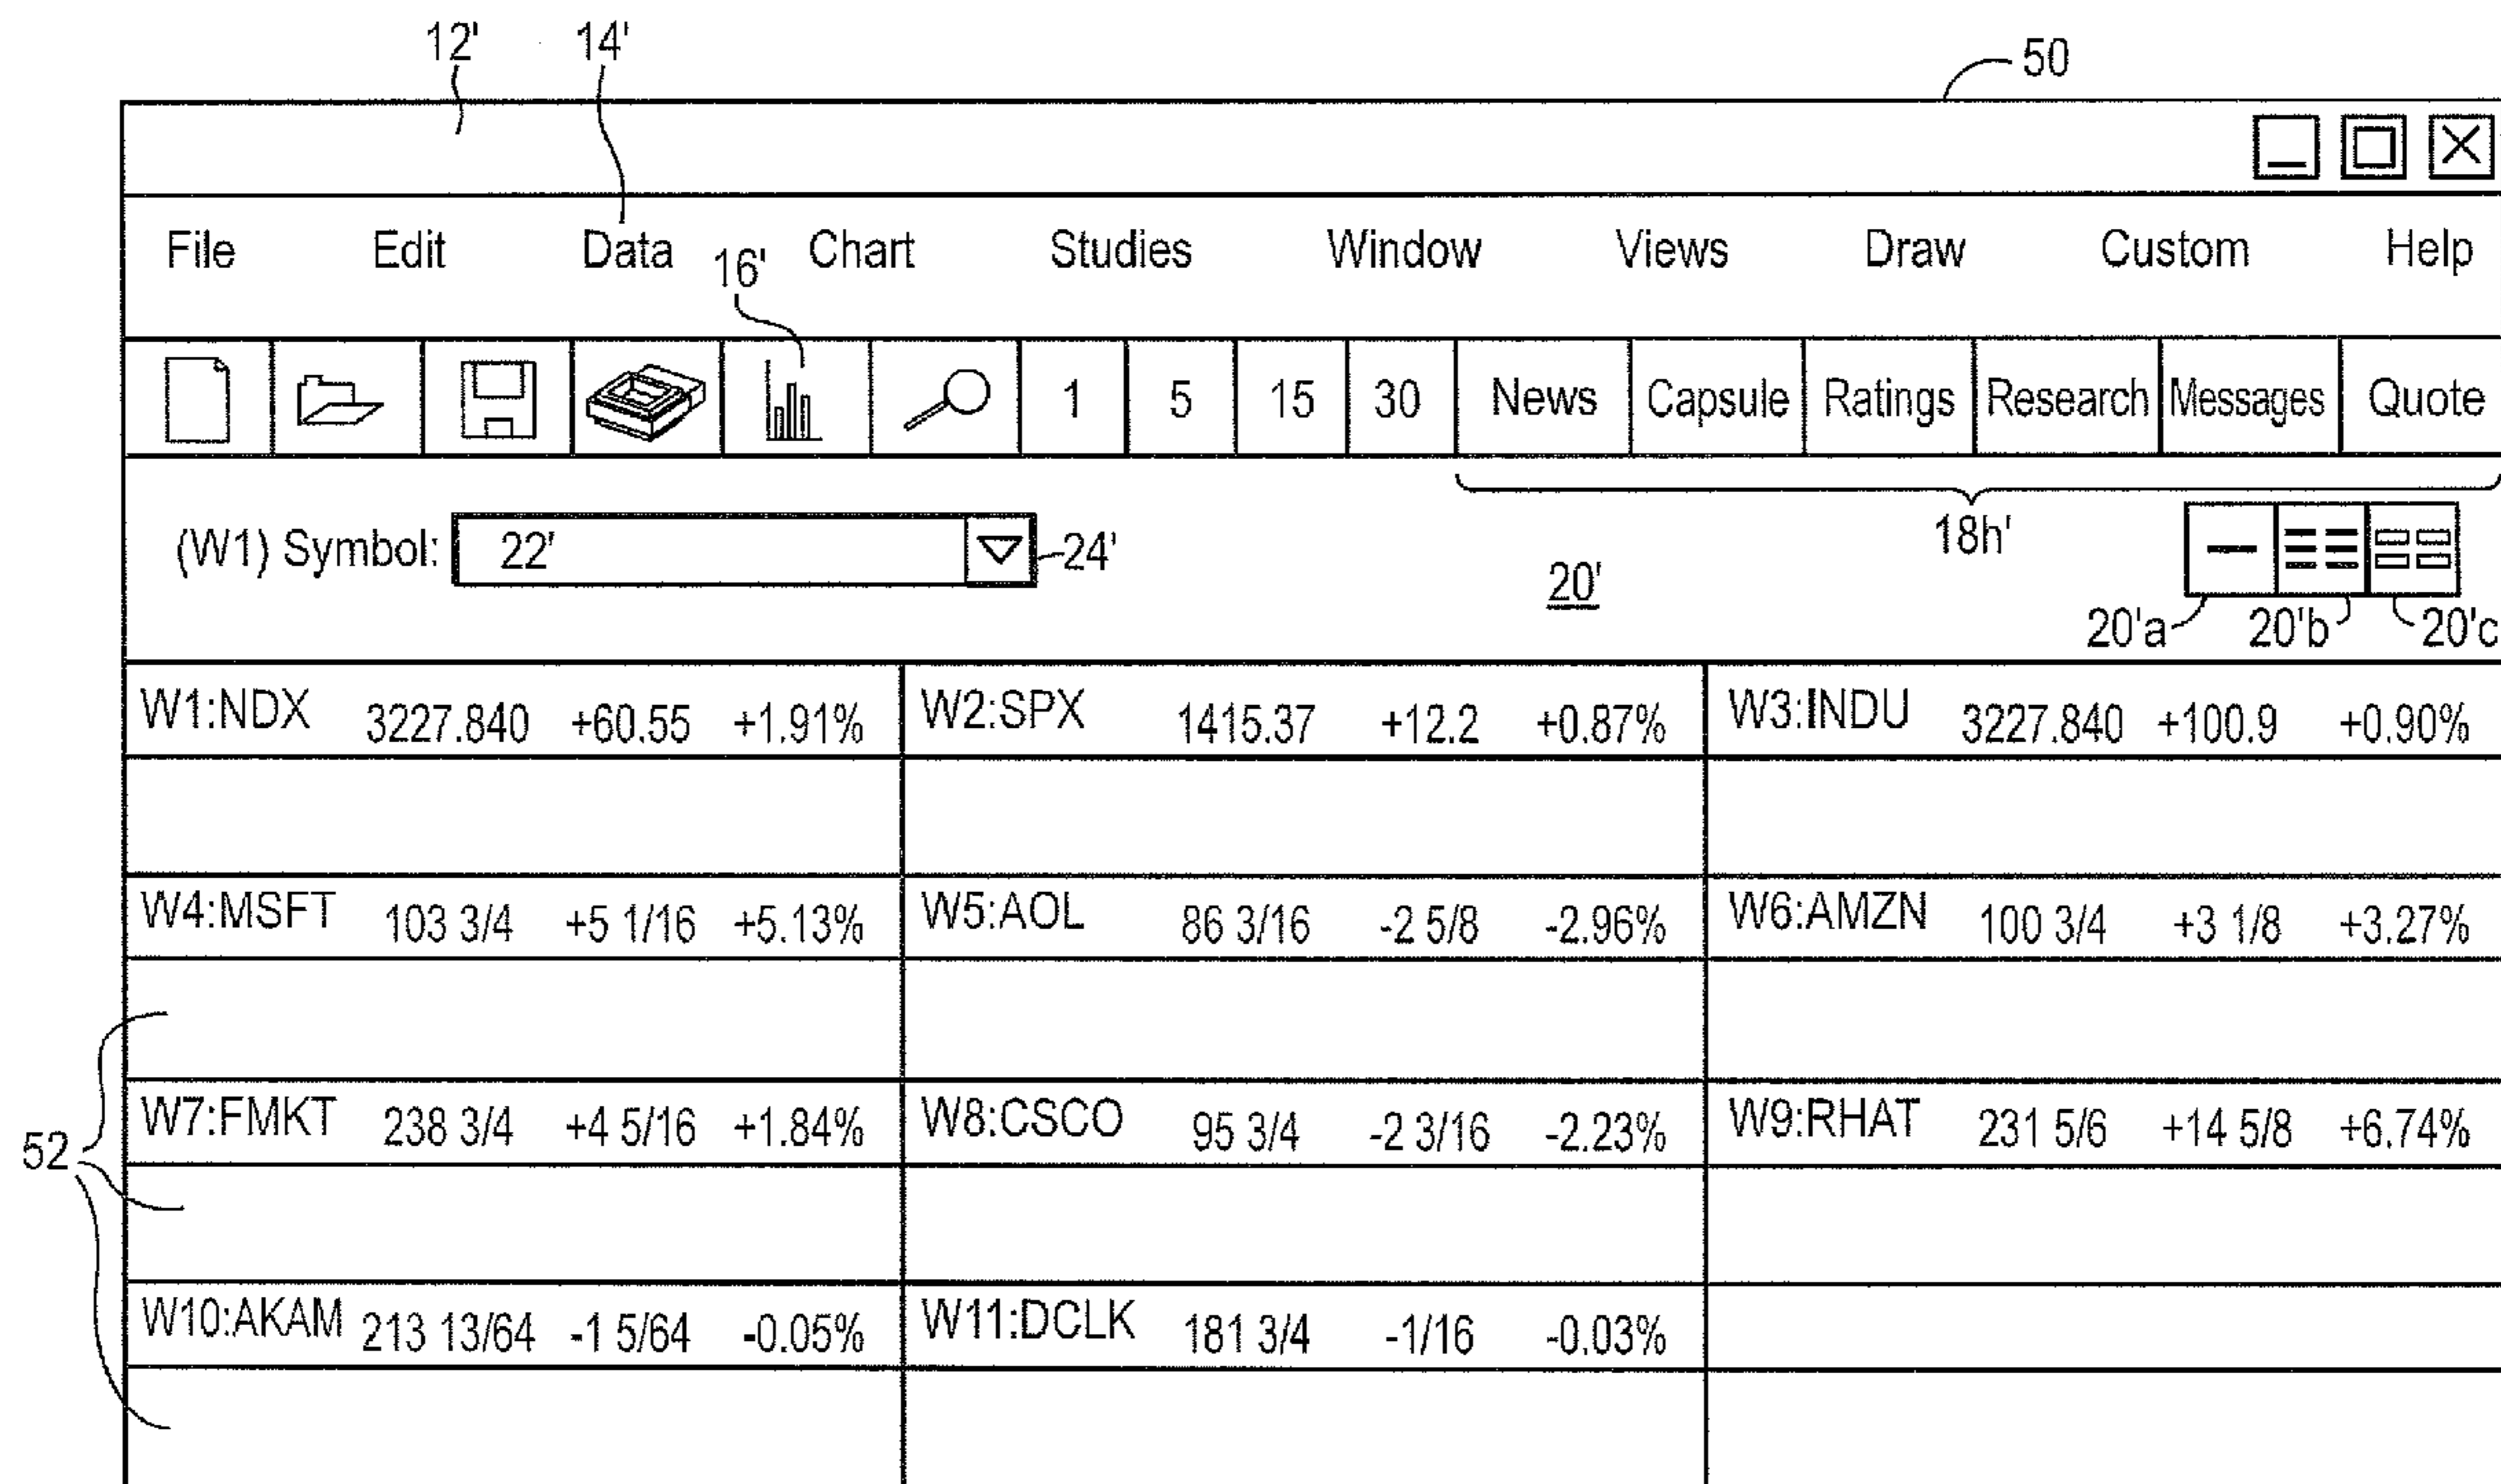 12' 14' 50
File Edit Data Chart Studies Window Views Draw Custom Help
16'
1 5 15 30 News Capsule Ratings Research Messages Quote
18h'
(W1) Symbol: 22' 24'
20'
20'a 20'b 20'c
W1:NDX 3227.840 +60.55 +1.91% W2:SPX 1415.37 +12.2 +0.87% W3:INDU 3227.840 +100.9 +0.90%
W4:MSFT 103 3/4 +5 1/16 +5.13% W5:AOL 86 3/16 -2 5/8 -2.96% W6:AMZN 100 3/4 +3 1/8 +3.27%
W7:FMKT 238 3/4 +4 5/16 +1.84% W8:CSCO 95 3/4 -2 3/16 -2.23% W9:RHAT 231 5/6 +14 5/8 +6.74%
52
W10:AKAM 213 13/64 -1 5/64 -0.05% W11:DCLK 181 3/4 -1/16 -0.03%